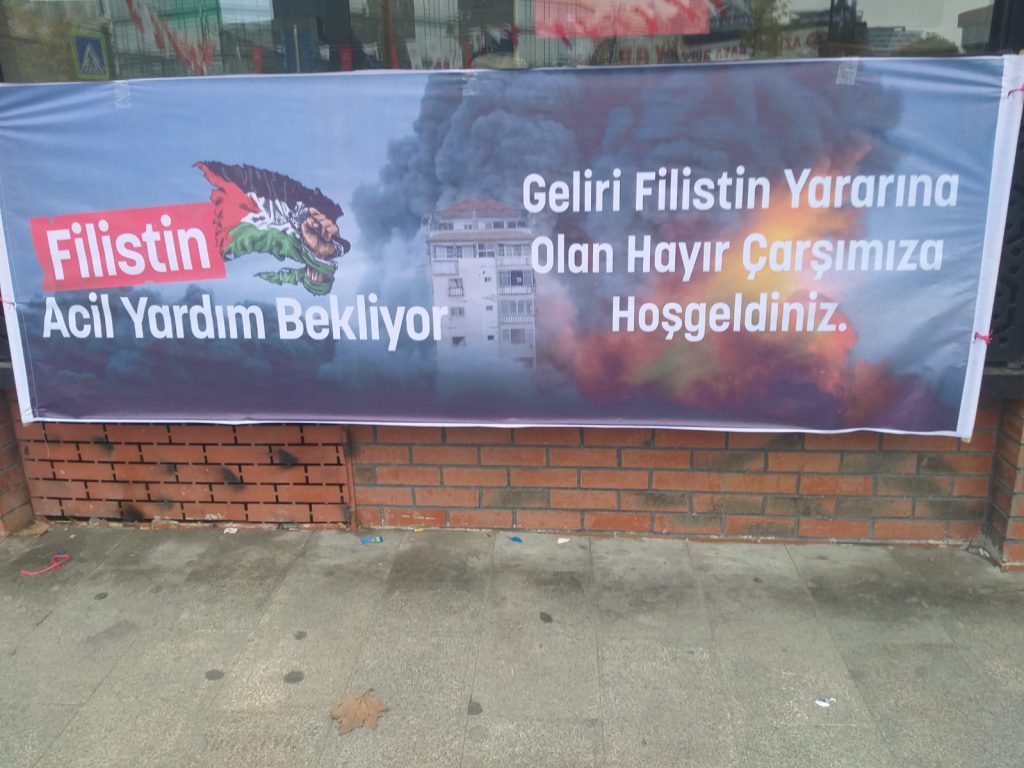 Filistin
Acil Yardım Bekliyor
Geliri Filistin Yararına
Olan Hayır Çarşımıza
Hoşgeldiniz.